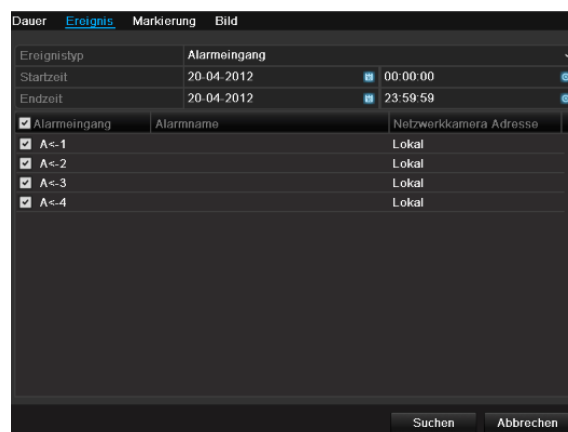 Dauer Ereignis Markierung Bild
Ereignistyp Alarmeingang
Startzeit 20-04-2012 00:00:00
Endzeit 20-04-2012 23:59:59
Alarmeingang Alarmname Netzwerkkamera Adresse
A<-1 Lokal
A<-2 Lokal
A<-3 Lokal
A<-4 Lokal
Suchen Abbrechen